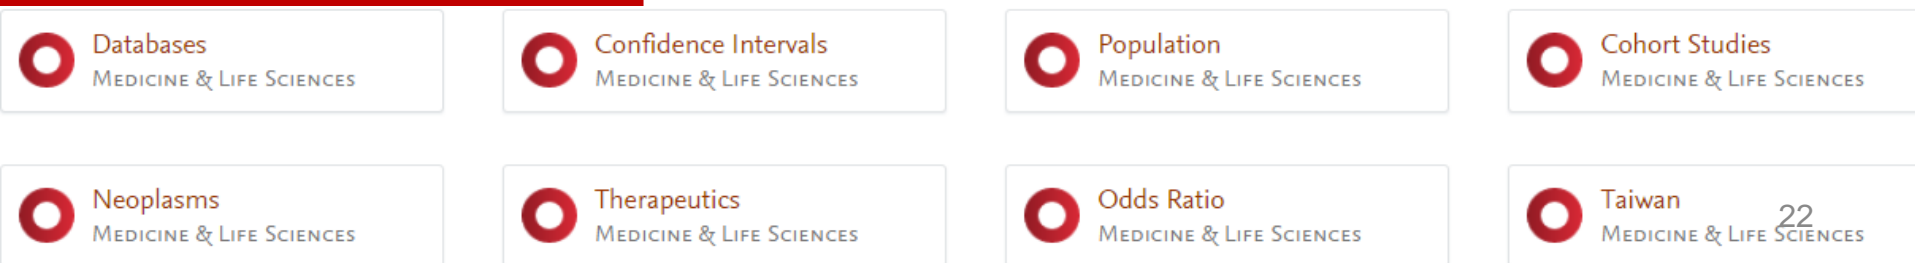 Databases
MEDICINE & LIFE SCIENCES
Confidence Intervals
MEDICINE & LIFE SCIENCES
Population
MEDICINE & LIFE SCIENCES
Cohort Studies
MEDICINE & LIFE SCIENCES
Neoplasms
MEDICINE & LIFE SCIENCES
Therapeutics
MEDICINE & LIFE SCIENCES
Odds Ratio
MEDICINE & LIFE SCIENCES
Taiwan
MEDICINE & LIFE SCIENCES
22